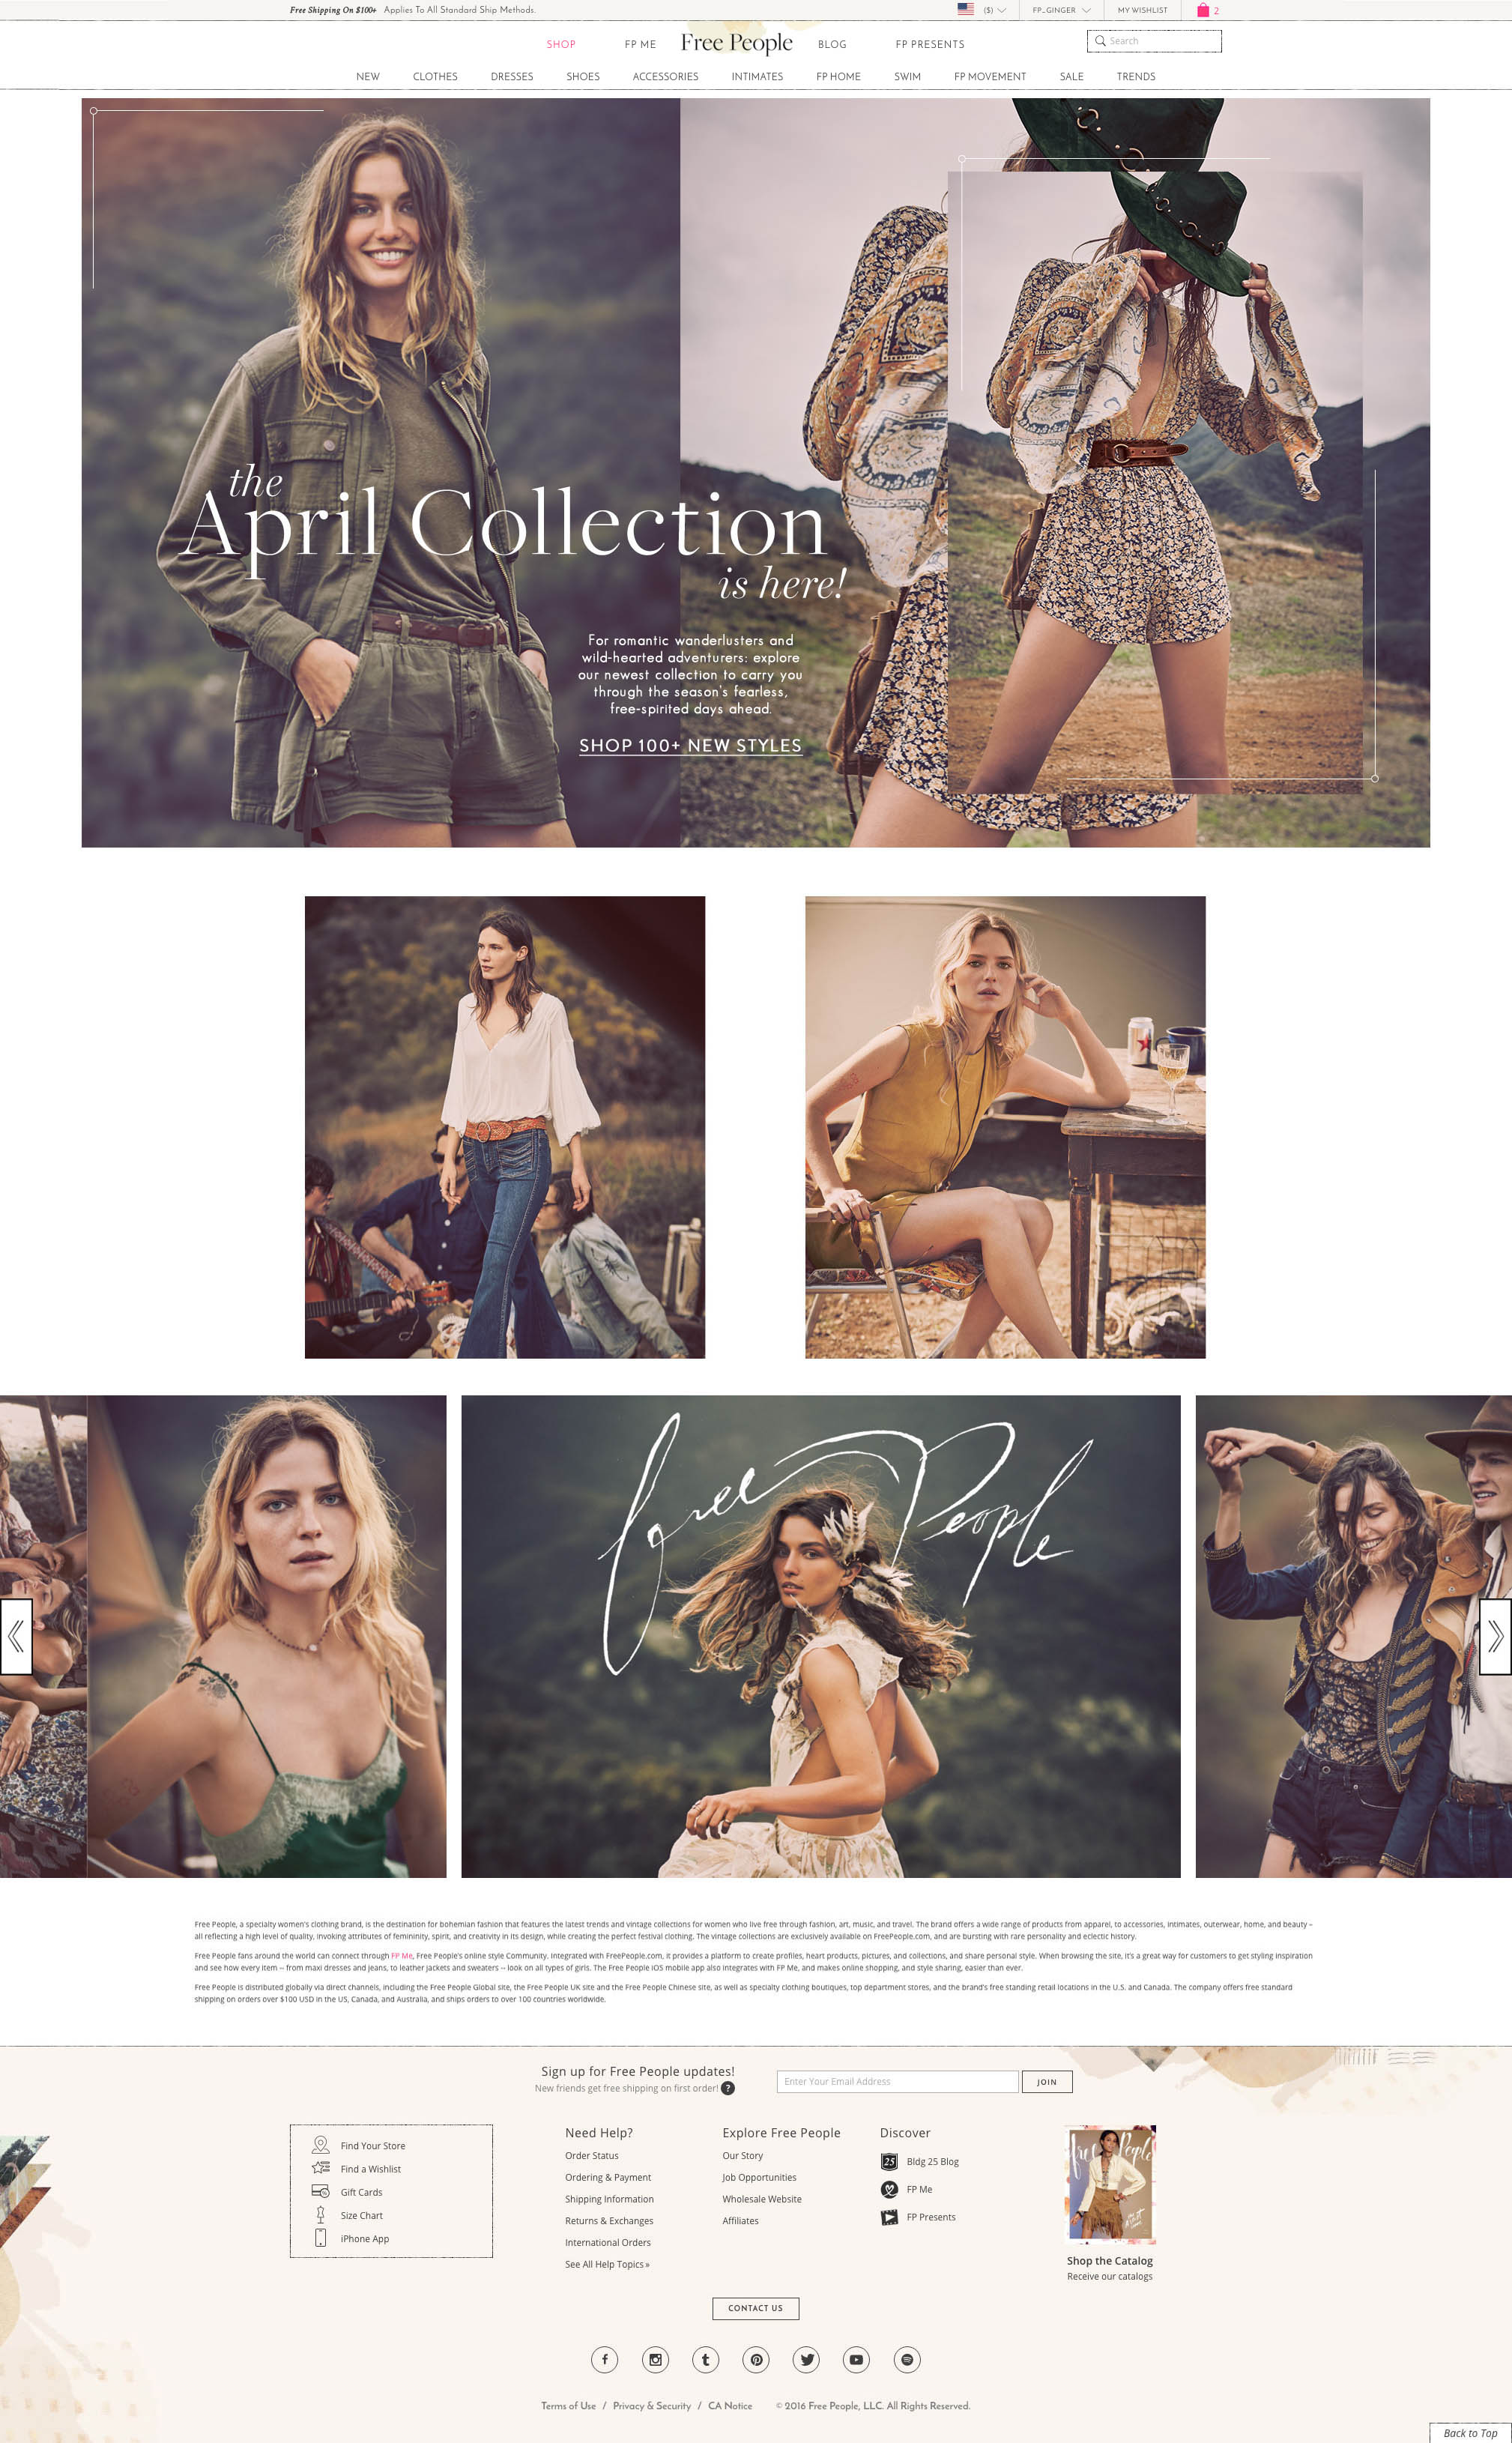 Free Shipping On $100+ Applies To All Standard Ship Methods.
($)
FP_GINGER
MY WISHLIST
2
SHOP
FP ME
Free People
BLOG
FP PRESENTS
Search
NEW
CLOTHES
DRESSES
SHOES
ACCESSORIES
INTIMATES
FP HOME
SWIM
FP MOVEMENT
SALE
TRENDS
the
April Collection
is here!
For romantic wanderlusters and
wild-hearted adventurers: explore
our newest collection to carry you
through the season's fearless,
free-spirited days ahead.
SHOP 100+ NEW STYLES
free People
Free People, a specialty women's clothing brand, is the destination for bohemian fashion that features the latest trends and vintage collections for women who live free through fashion, art, music, and travel. The brand offers a wide range of products from apparel, to accessories, intimates, outerwear, home, and beauty –
all reflecting a high level of quality, invoking attributes of femininity, spirit, and creativity in its design, while creating the perfect festival clothing. The vintage collections are exclusively available on FreePeople.com, and are bursting with rare personality and eclectic history.
Free People fans around the world can connect through FP Me, Free People's online style Community. Integrated with FreePeople.com, it provides a platform to create profiles, heart products, pictures, and collections, and share personal style. When browsing the site, it's a great way for customers to get styling inspiration
and see how every item -- from maxi dresses and jeans, to leather jackets and sweaters -- look on all types of girls. The Free People iOS mobile app also integrates with FP Me, and makes online shopping, and style sharing, easier than ever.
Free People is distributed globally via direct channels, including the Free People Global site, the Free People UK site and the Free People Chinese site, as well as specialty clothing boutiques, top department stores, and the brand's free standing retail locations in the U.S. and Canada. The company offers free standard
shipping on orders over $100 USD in the US, Canada, and Australia, and ships orders to over 100 countries worldwide.
Sign up for Free People updates!
New friends get free shipping on first order! ?
Enter Your Email Address
JOIN
Find Your Store
Find a Wishlist
Gift Cards
Size Chart
iPhone App
Need Help?
Order Status
Ordering & Payment
Shipping Information
Returns & Exchanges
International Orders
See All Help Topics »
Explore Free People
Our Story
Job Opportunities
Wholesale Website
Affiliates
Discover
25
Bldg 25 Blog
FP Me
FP Presents
free People
Shop the Catalog
Receive our catalogs
CONTACT US
Terms of Use / Privacy & Security / CA Notice © 2016 Free People, LLC. All Rights Reserved.
Back to Top